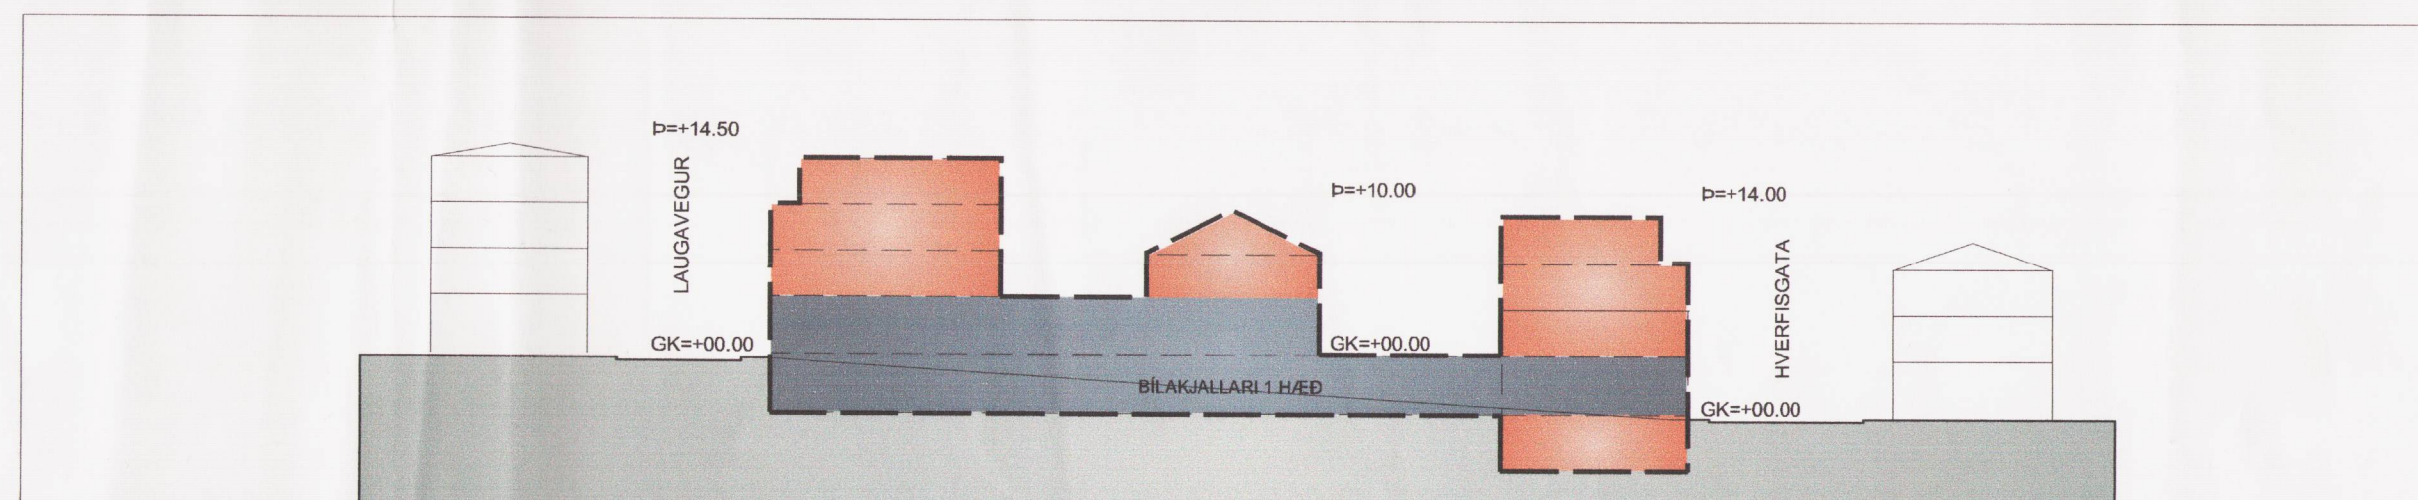 Þ=+14.50
LAUGAVEGUR
GK=+00.00
Þ=+10.00
GK=+00.00
BÍLAKJALLARI 1 HÆÐ
Þ=+14.00
HVERFISGATA
GK=+00.00